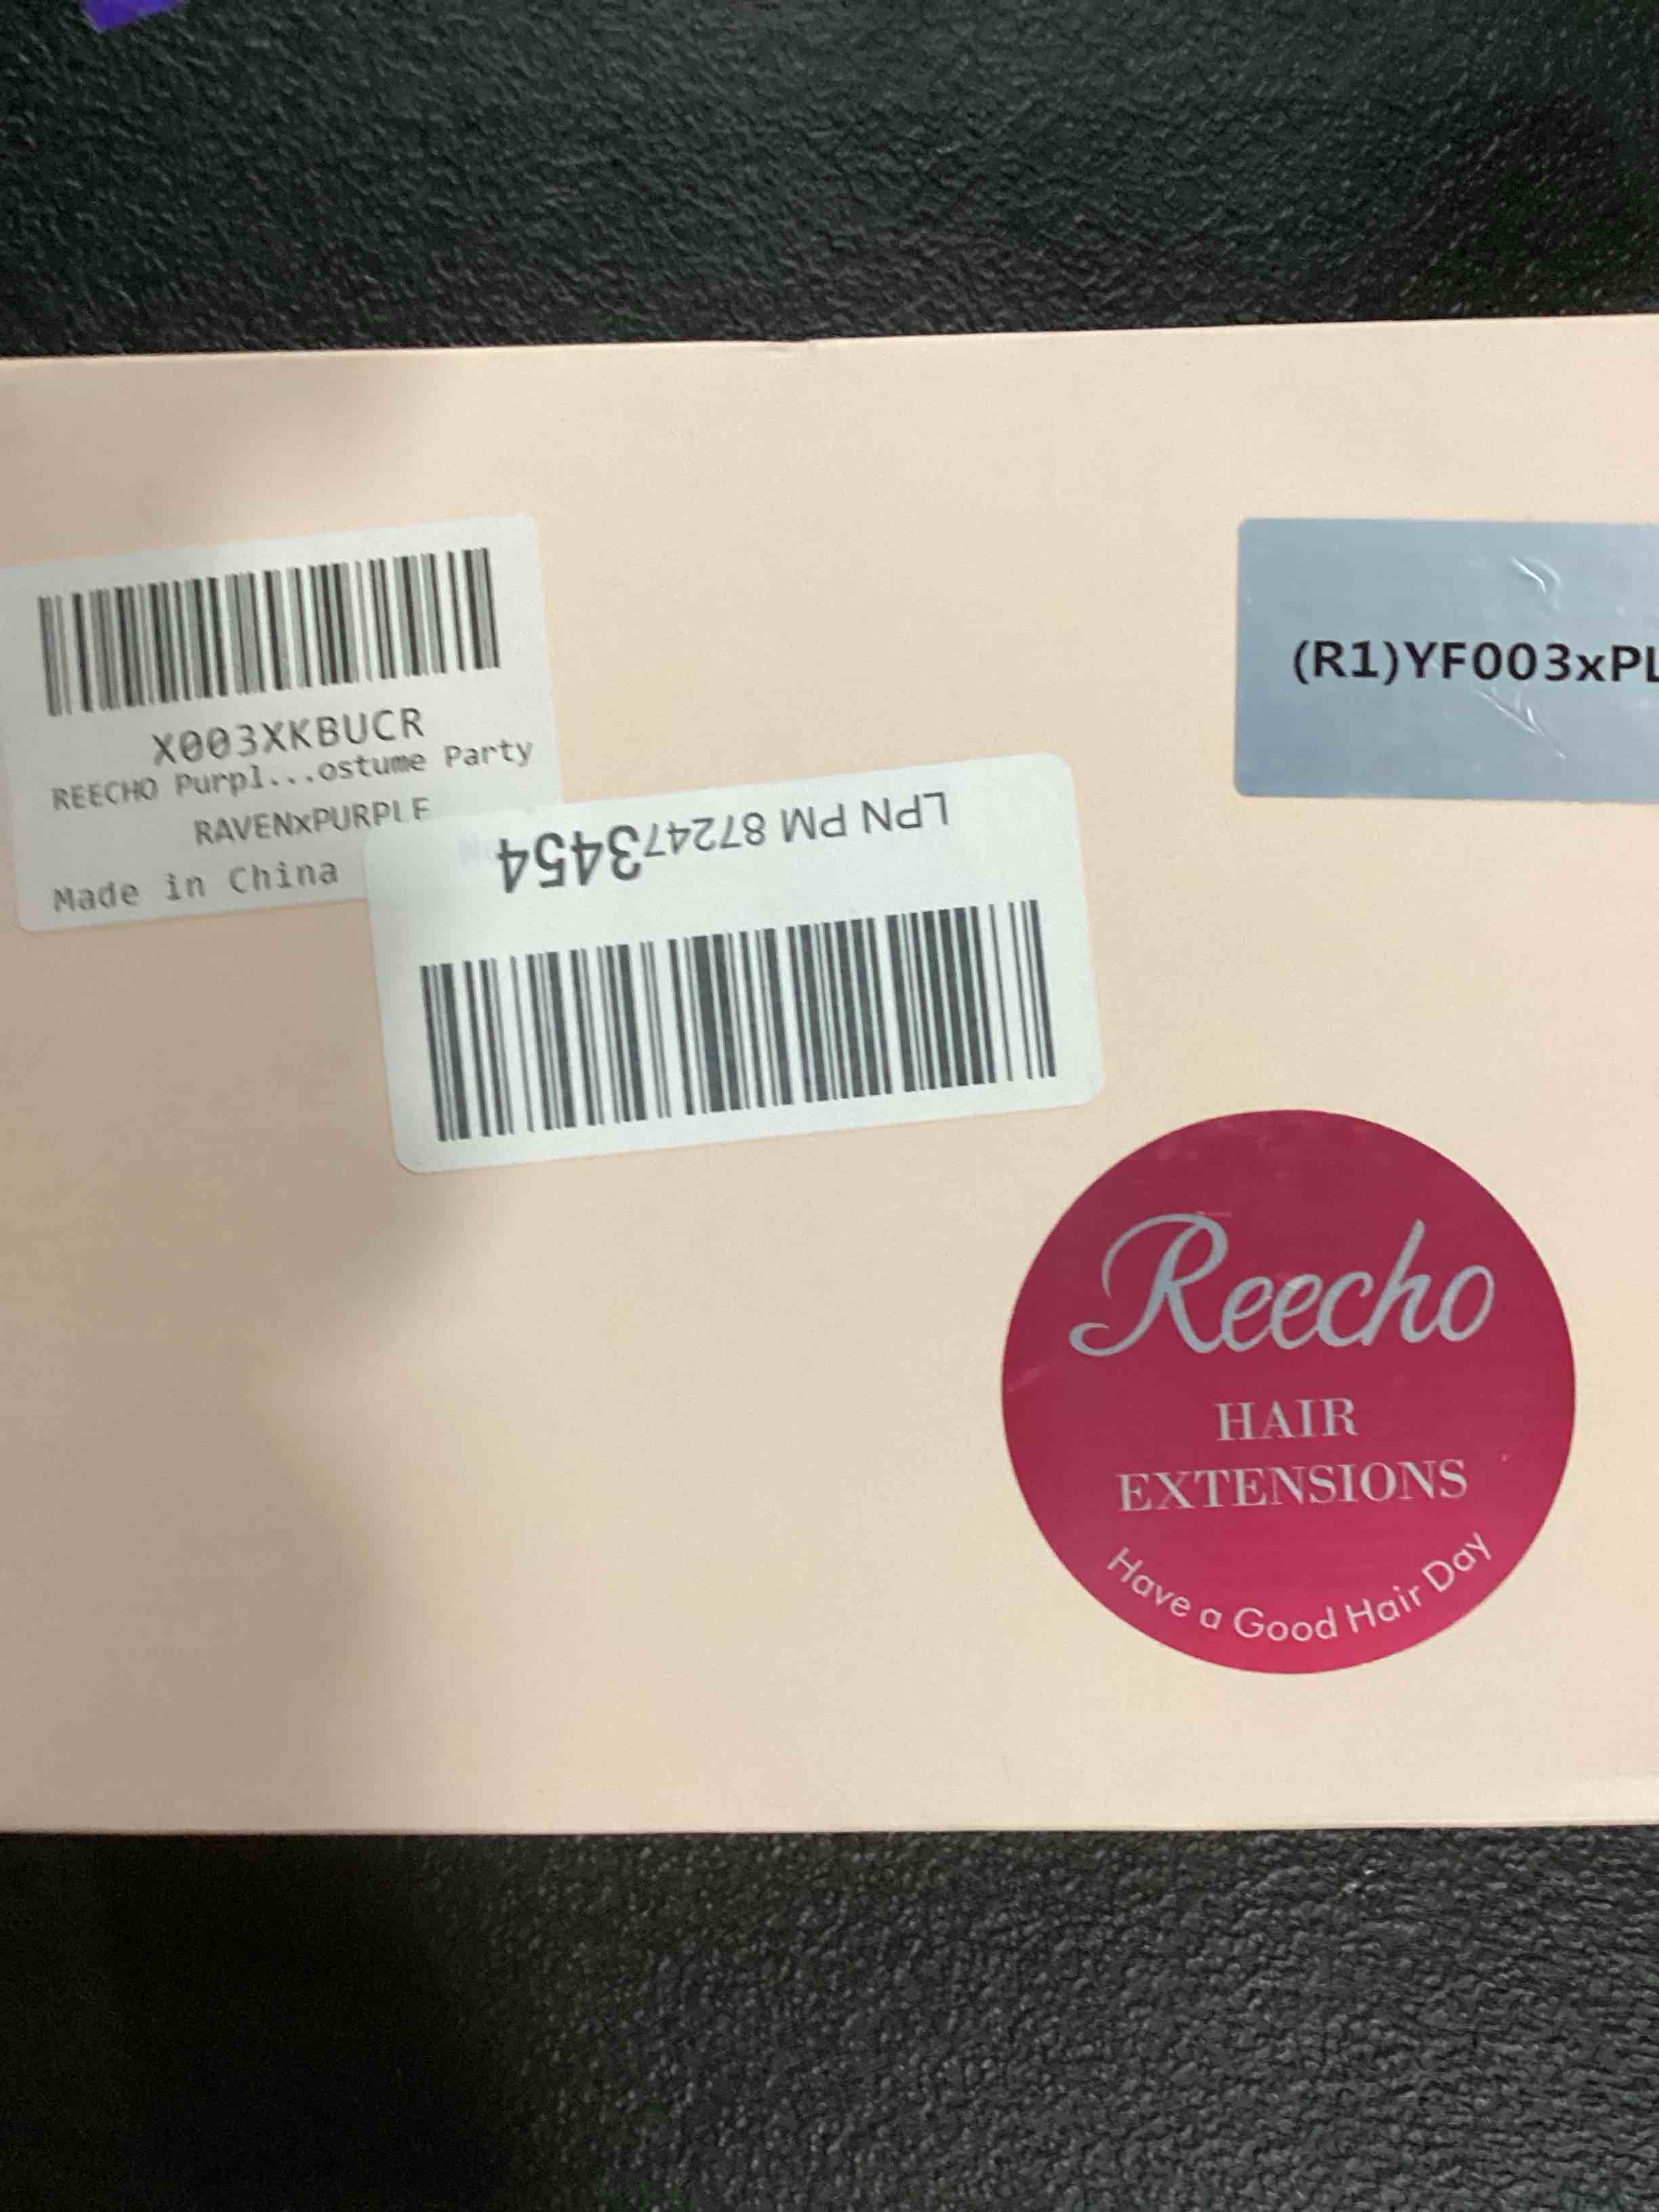 X003XKBUCR
REECHO Purpl...ostume Party
RAVENxPURPLE
Made in China
LPN PM 872473454
(R1)YF003xPL
Reecho
HAIR
EXTENSIONS
Have a Good Hair Day